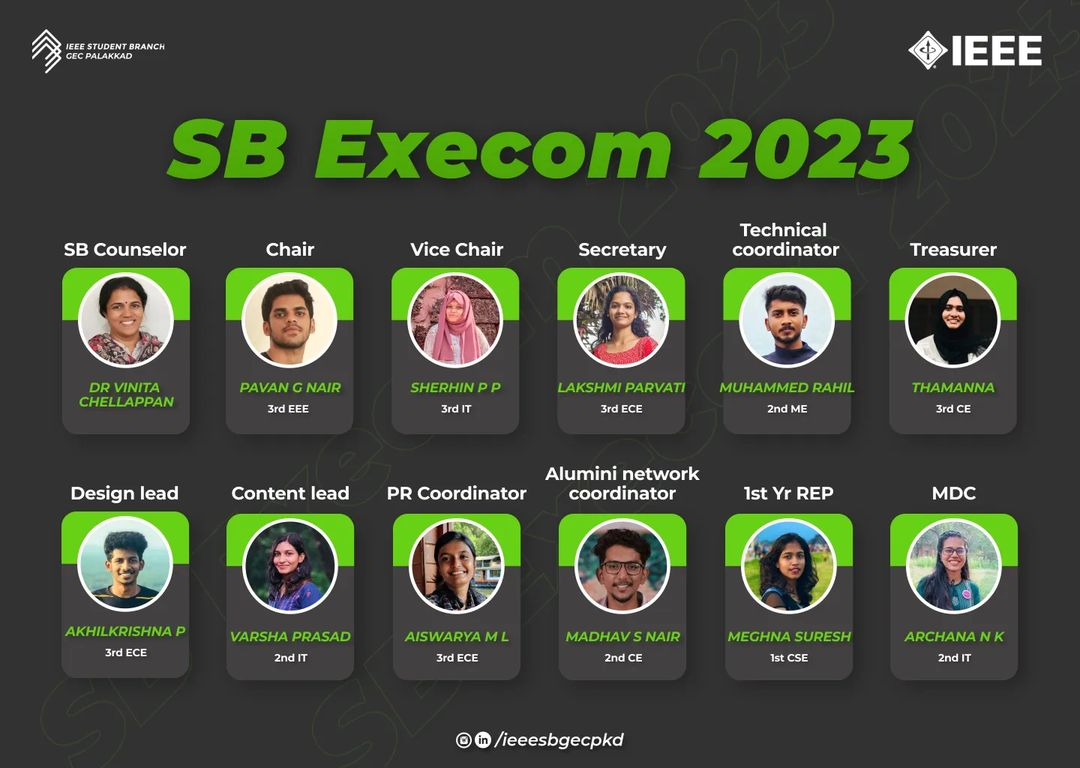 IEEE STUDENT BRANCH
GEC PALAKKAD
IEEE
SB Execom 2023
SB Counselor
DR VINITA
CHELLAPPAN
Chair
PAVAN G NAIR
3rd EEE
Vice Chair
SHERHIN P P
3rd IT
Secretary
LAKSHMI PARVATI
3rd ECE
Technical
coordinator
MUHAMMED RAHIL
2nd ME
Treasurer
THAMANNA
3rd CE
Design lead
AKHILKRISHNA P
3rd ECE
Content lead
VARSHA PRASAD
2nd IT
PR Coordinator
AISWARYA M L
3rd ECE
Alumini network
coordinator
MADHAV S NAIR
2nd CE
1st Yr REP
MEGHNA SURESH
1st CSE
MDC
ARCHANA N K
2nd IT
/ieeesbgecpkd